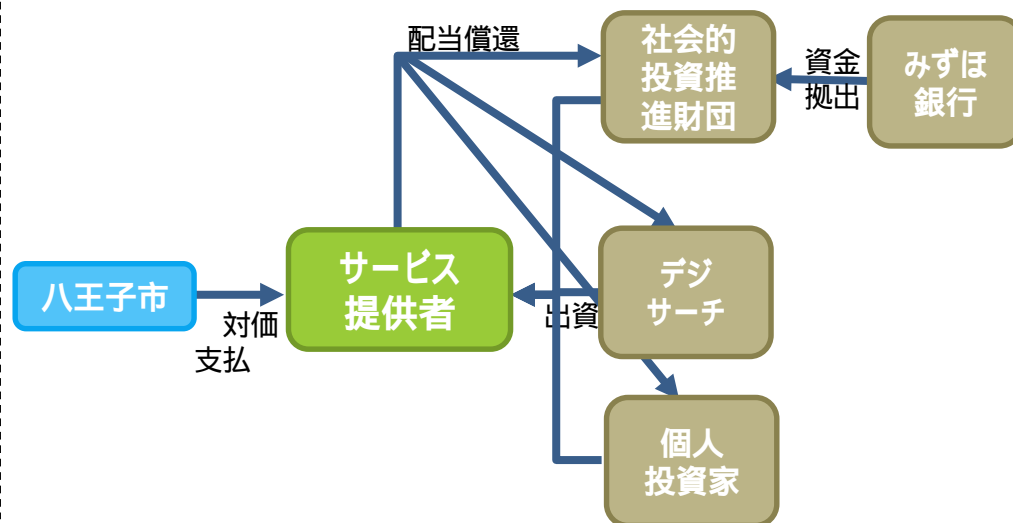 配当償還
社会的
投資推
進財団
資金
拠出
みずほ
銀行
八王子市
対価
支払
サービス
提供者
出資
デジ
サーチ
個人
投資家